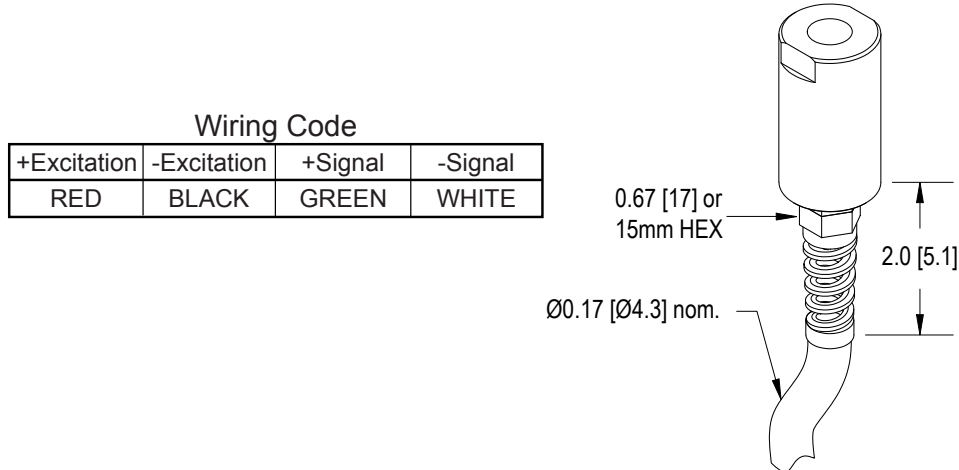 Wiring Code
+Excitation -Excitation +Signal -Signal
RED BLACK GREEN WHITE
0.67 [17] or
15mm HEX
2.0 [5.1]
Ø0.17 [Ø4.3] nom.